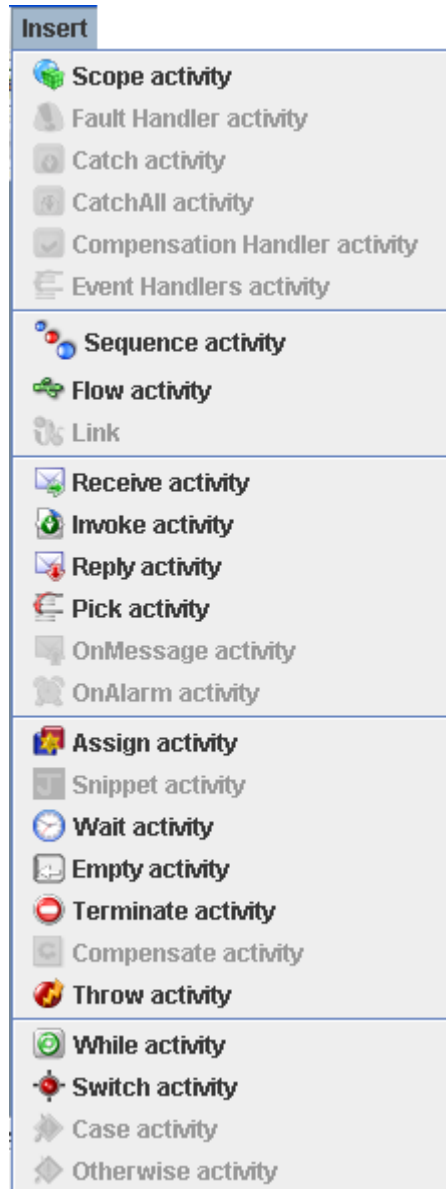 Insert
Scope activity
Fault Handler activity
Catch activity
CatchAll activity
Compensation Handler activity
Event Handlers activity
Sequence activity
Flow activity
Link
Receive activity
Invoke activity
Reply activity
Pick activity
OnMessage activity
OnAlarm activity
Assign activity
Snippet activity
Wait activity
Empty activity
Terminate activity
Compensate activity
Throw activity
While activity
Switch activity
Case activity
Otherwise activity